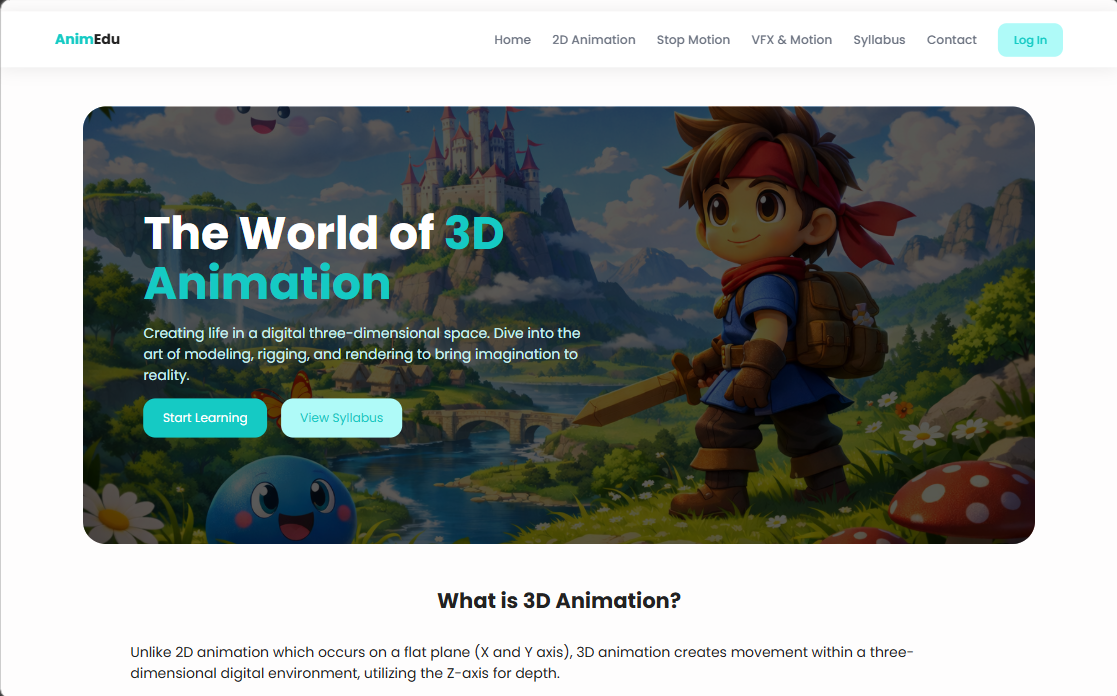 AnimEdu
Home 2D Animation Stop Motion VFX & Motion Syllabus Contact Log In
The World of 3D
Animation
Creating life in a digital three-dimensional space. Dive into the
art of modeling, rigging, and rendering to bring imagination to
reality.
Start Learning View Syllabus
What is 3D Animation?
Unlike 2D animation which occurs on a flat plane (X and Y axis), 3D animation creates movement within a three-
dimensional digital environment, utilizing the Z-axis for depth.